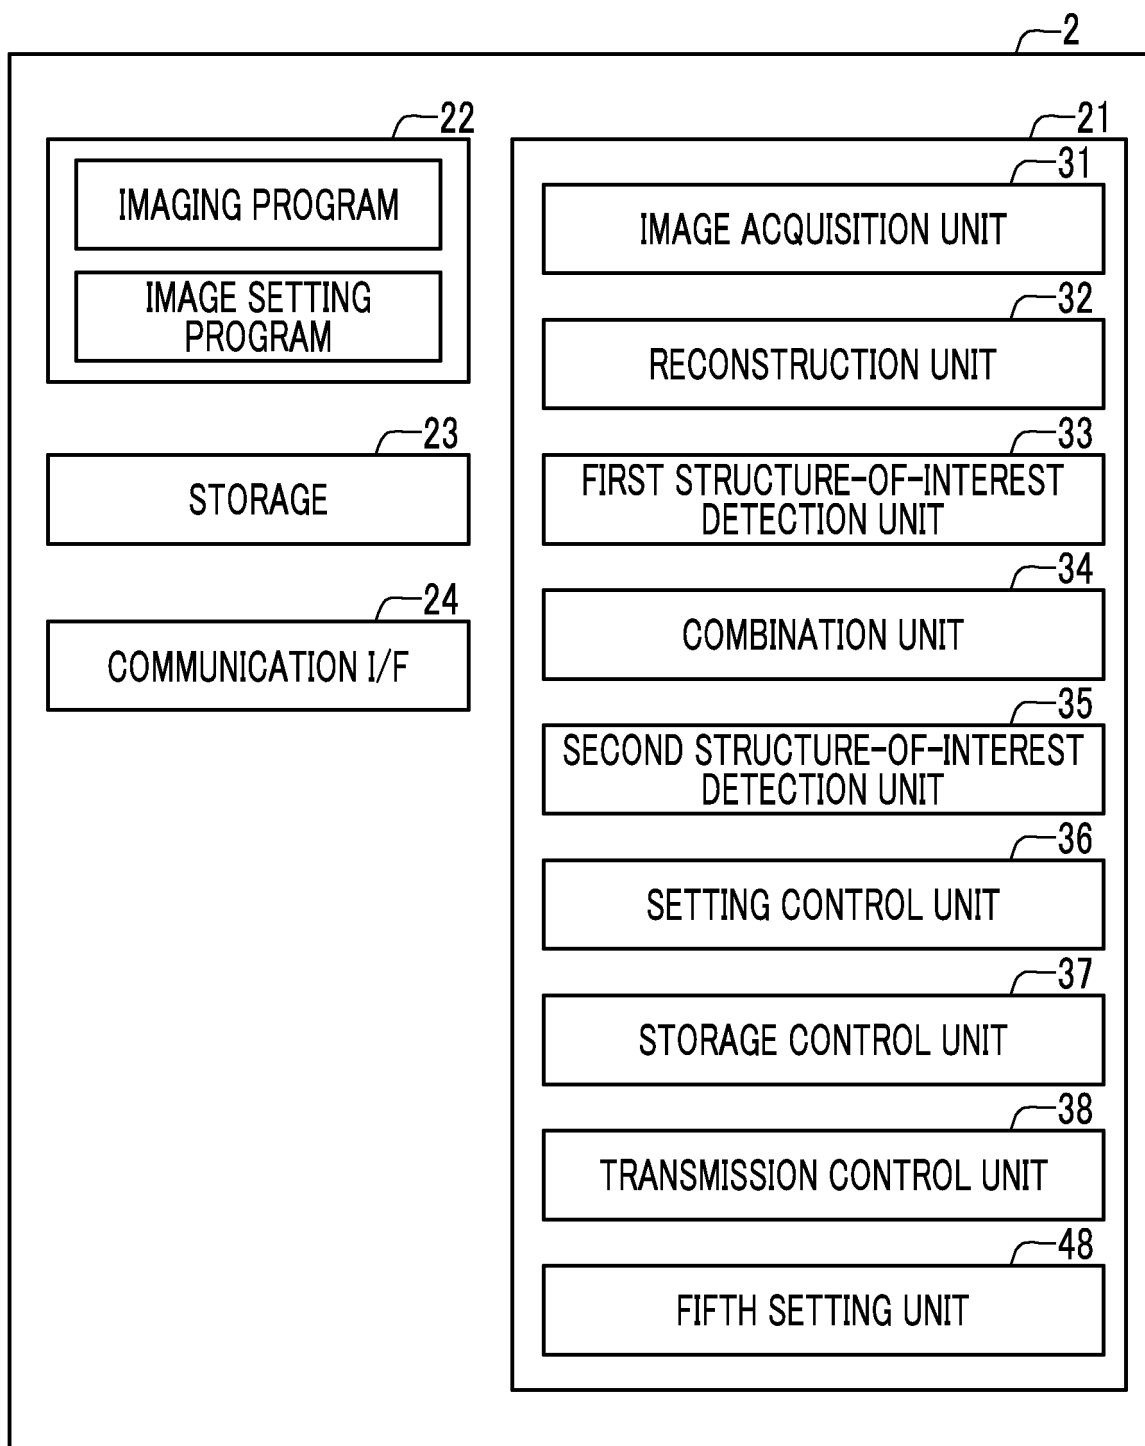 2
22
IMAGING PROGRAM
IMAGE SETTING
PROGRAM
23
STORAGE
24
COMMUNICATION I/F
21
31
IMAGE ACQUISITION UNIT
32
RECONSTRUCTION UNIT
33
FIRST STRUCTURE-OF-INTEREST
DETECTION UNIT
34
COMBINATION UNIT
35
SECOND STRUCTURE-OF-INTEREST
DETECTION UNIT
36
SETTING CONTROL UNIT
37
STORAGE CONTROL UNIT
38
TRANSMISSION CONTROL UNIT
48
FIFTH SETTING UNIT